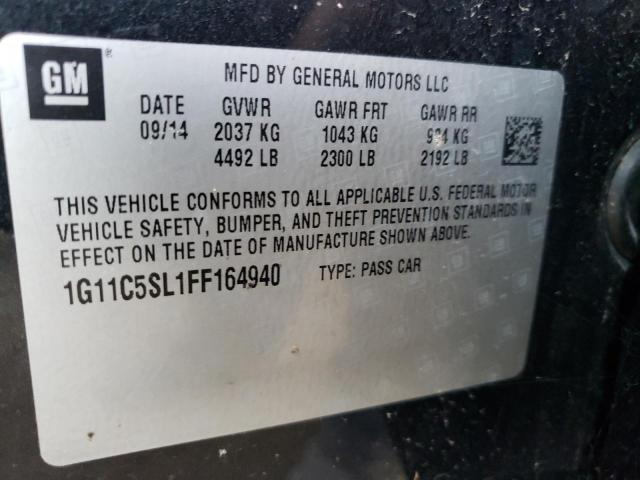 GM ®
MFD BY GENERAL MOTORS LLC
DATE GVWR GAWR FRT GAWR RR
09/14 2037 KG 1043 KG 994 KG
4492 LB 2300 LB 2192 LB
THIS VEHICLE CONFORMS TO ALL APPLICABLE U.S. FEDERAL MOTOR
VEHICLE SAFETY, BUMPER, AND THEFT PREVENTION STANDARDS IN
EFFECT ON THE DATE OF MANUFACTURE SHOWN ABOVE.
1G11C5SL1FF164940 TYPE: PASS CAR